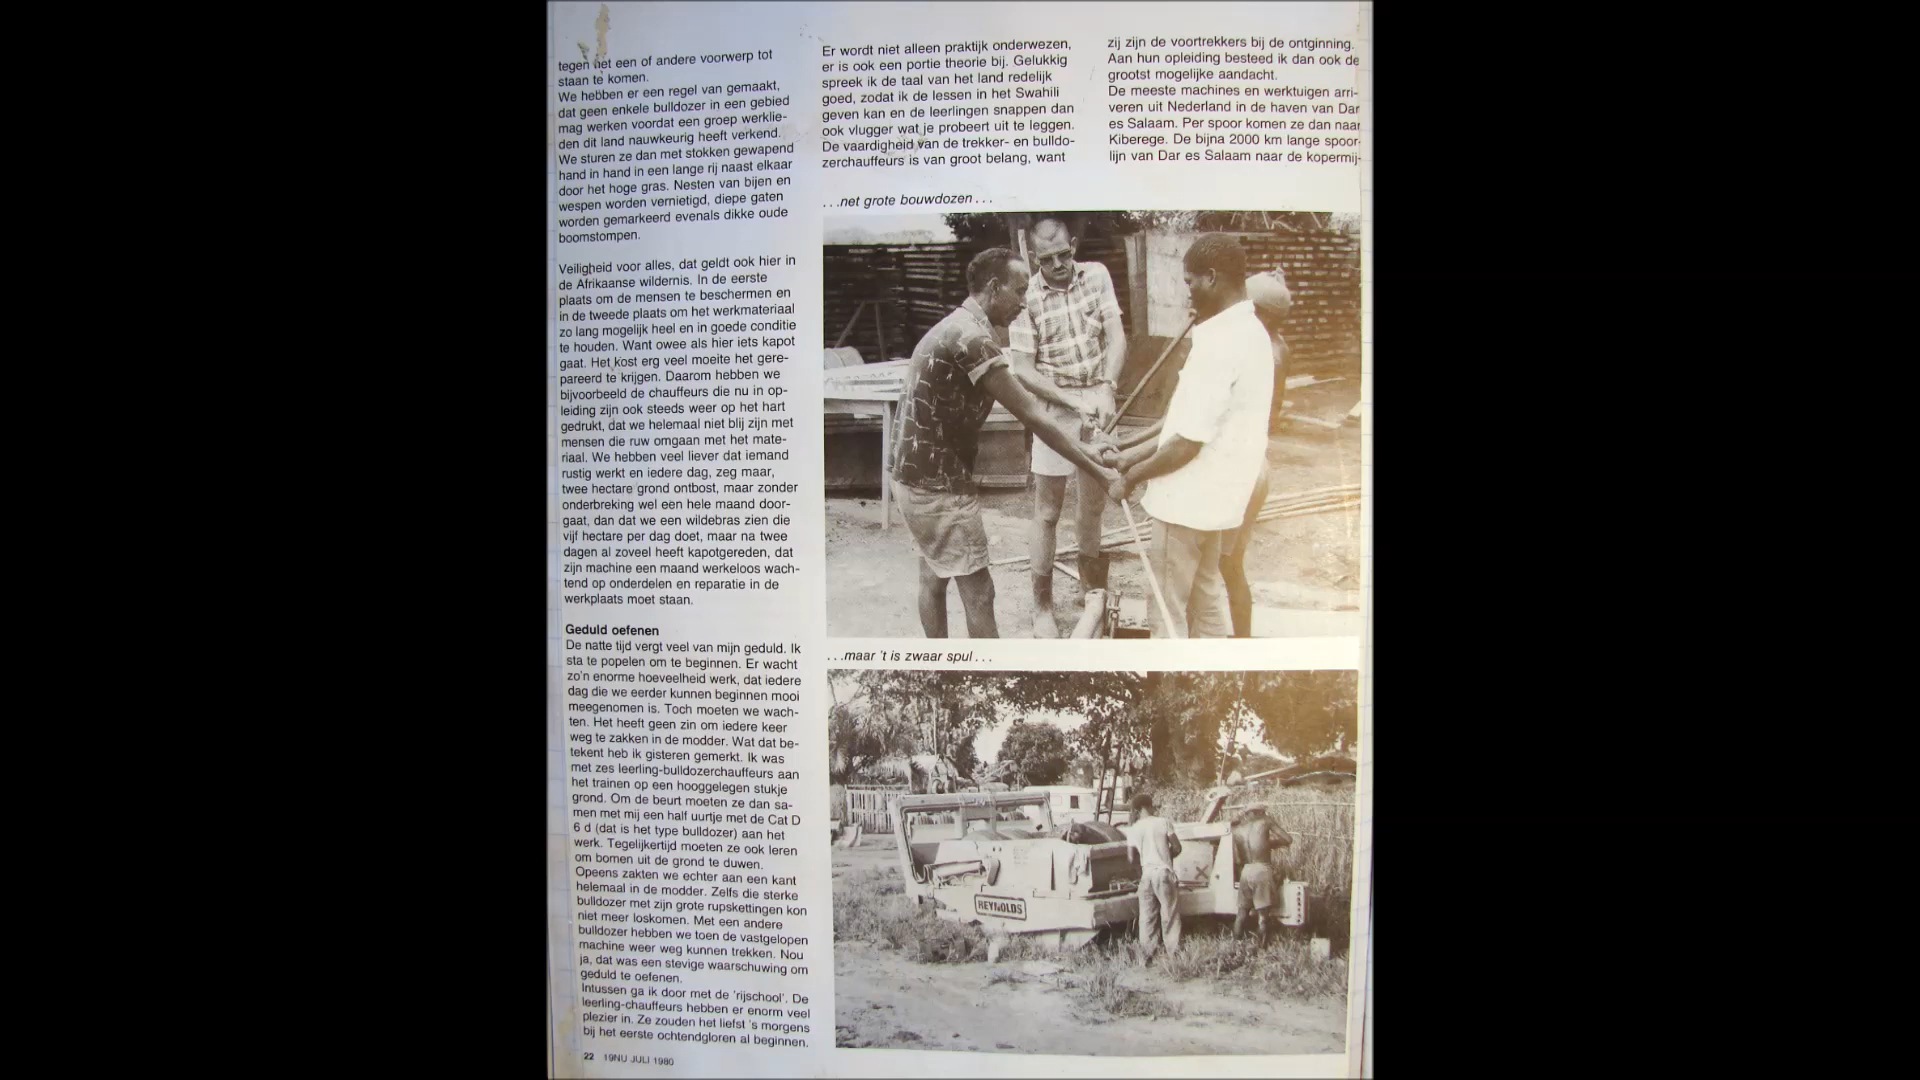 tegen het een of andere voorwerp tot
staan te komen.
We hebben er een regel van gemaakt,
dat geen enkele bulldozer in een gebied
mag werken voordat een groep werklie-
den dit land nauwkeurig heeft verkend.
We sturen ze dan met stokken gewapend
hand in hand in een lange rij naast elkaar
door het hoge gras. Nesten van bijen en
wespen worden vernietigd, diepe gaten
worden gemarkeerd evenals dikke oude
boomstompen.
Veiligheid voor alles, dat geldt ook hier in
de Afrikaanse wildernis. In de eerste
plaats om de mensen te beschermen en
in de tweede plaats om het werkmateriaal
zo lang mogelijk heel en in goede conditie
te houden. Want owee als hier iets kapot
gaat. Het kost erg veel moeite het gere-
pareerd te krijgen. Daarom hebben we
bijvoorbeeld de chauffeurs die nu in op-
leiding zijn ook steeds weer op het hart
gedrukt, dat we helemaal niet blij zijn met
mensen die ruw omgaan met het mate-
riaal. We hebben veel liever dat iemand
rustig werkt en iedere dag, zeg maar,
twee hectare grond ontbost, maar zonder
onderbreking wel een hele maand door-
gaat, dan dat we een wildebras zien die
vijf hectare per dag doet, maar na twee
dagen al zoveel heeft kapotgereden, dat
zijn machine een maand werkeloos wach-
tend op onderdelen en reparatie in de
werkplaats moet staan.
Geduld oefenen
De natte tijd vergt veel van mijn geduld. Ik
sta te popelen om te beginnen. Er wacht
zo'n enorme hoeveelheid werk, dat iedere
dag die we eerder kunnen beginnen mooi
meegenomen is. Toch moeten we wach-
ten. Het heeft geen zin om iedere keer
weg te zakken in de modder. Wat dat be-
tekent heb ik gisteren gemerkt. Ik was
met zes leerling-bulldozerchauffeurs aan
het trainen op een hooggelegen stukje
grond. Om de beurt moeten ze dan sa-
men met mij een half uurtje met de Cat D
6 d (dat is het type bulldozer) aan het
werk. Tegelijkertijd moeten ze ook leren
om bomen uit de grond te duwen.
Opeens zakten we echter aan een kant
helemaal in de modder. Zelfs die sterke
bulldozer met zijn grote rupskettingen kon
niet meer loskomen. Met een andere
bulldozer hebben we toen de vastgelopen
machine weer weg kunnen trekken. Nou
ja, dat was een stevige waarschuwing om
geduld te oefenen.
Intussen ga ik door met de 'rijschool'. De
leerling-chauffeurs hebben er enorm veel
plezier in. Ze zouden het liefst 's morgens
bij het eerste ochtendgloren al beginnen.
22 19NU JULI 1980
Er wordt niet alleen praktijk onderwezen,
er is ook een portie theorie bij. Gelukkig
spreek ik de taal van het land redelijk
goed, zodat ik de lessen in het Swahili
geven kan en de leerlingen snappen dan
ook vlugger wat je probeert uit te leggen.
De vaardigheid van de trekker- en bulldo-
zerchauffeurs is van groot belang, want
zij zijn de voortrekkers bij de ontginning.
Aan hun opleiding besteed ik dan ook de
grootst mogelijke aandacht.
De meeste machines en werktuigen arri-
veren uit Nederland in de haven van Dar
es Salaam. Per spoor komen ze dan naar
Kiberege. De bijna 2000 km lange spoor-
lijn van Dar es Salaam naar de kopermij-
...net grote bouwdozen...
...maar 't is zwaar spul...
REYNOLDS